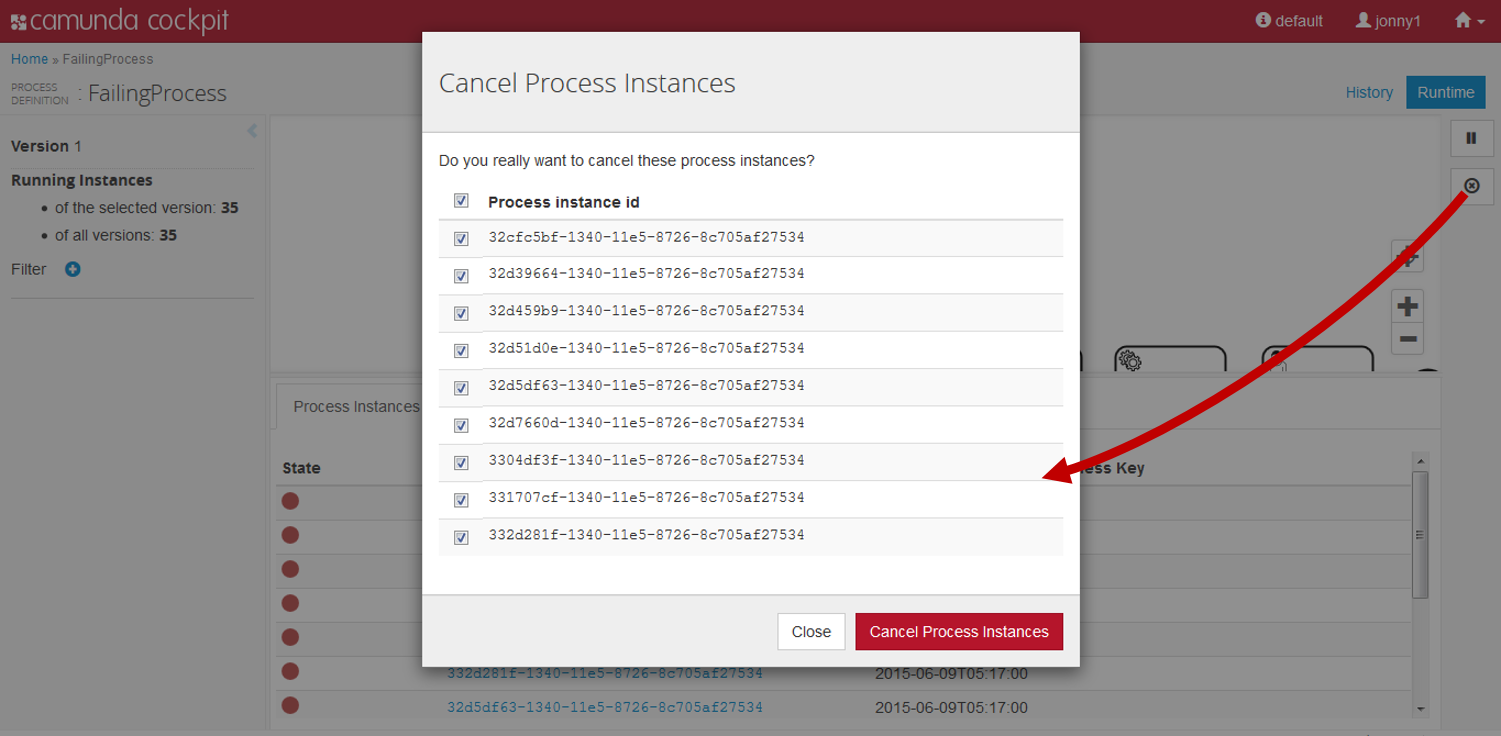 camunda cockpit
default
jonny1
Home » FailingProcess
PROCESS
DEFINITION : FailingProcess
History
Runtime
Version 1
Running Instances
of the selected version: 35
of all versions: 35
Filter
Cancel Process Instances
Do you really want to cancel these process instances?
Process instance id
32cfc5bf-1340-11e5-8726-8c705af27534
32d39664-1340-11e5-8726-8c705af27534
32d459b9-1340-11e5-8726-8c705af27534
32d51d0e-1340-11e5-8726-8c705af27534
32d5df63-1340-11e5-8726-8c705af27534
32d7660d-1340-11e5-8726-8c705af27534
3304df3f-1340-11e5-8726-8c705af27534
331707cf-1340-11e5-8726-8c705af27534
332d281f-1340-11e5-8726-8c705af27534
Close
Cancel Process Instances
Process Instances
State
Key
332d281f-1340-11e5-8726-8c705af27534 2015-06-09T05:17:00
32d5df63-1340-11e5-8726-8c705af27534 2015-06-09T05:17:00